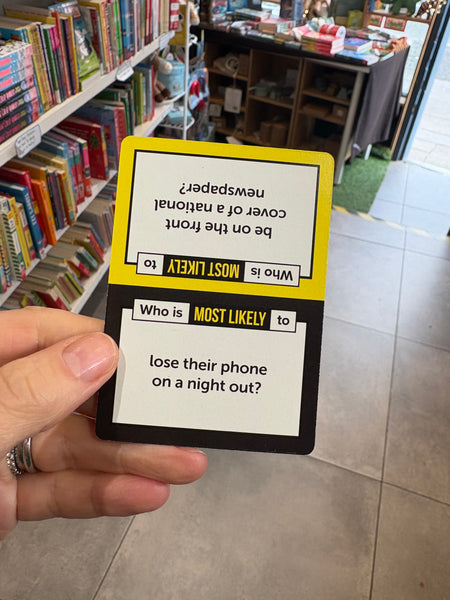 Who is MOST LIKELY to
be on the front
cover of a national
newspaper?
Who is MOST LIKELY to
lose their phone
on a night out?